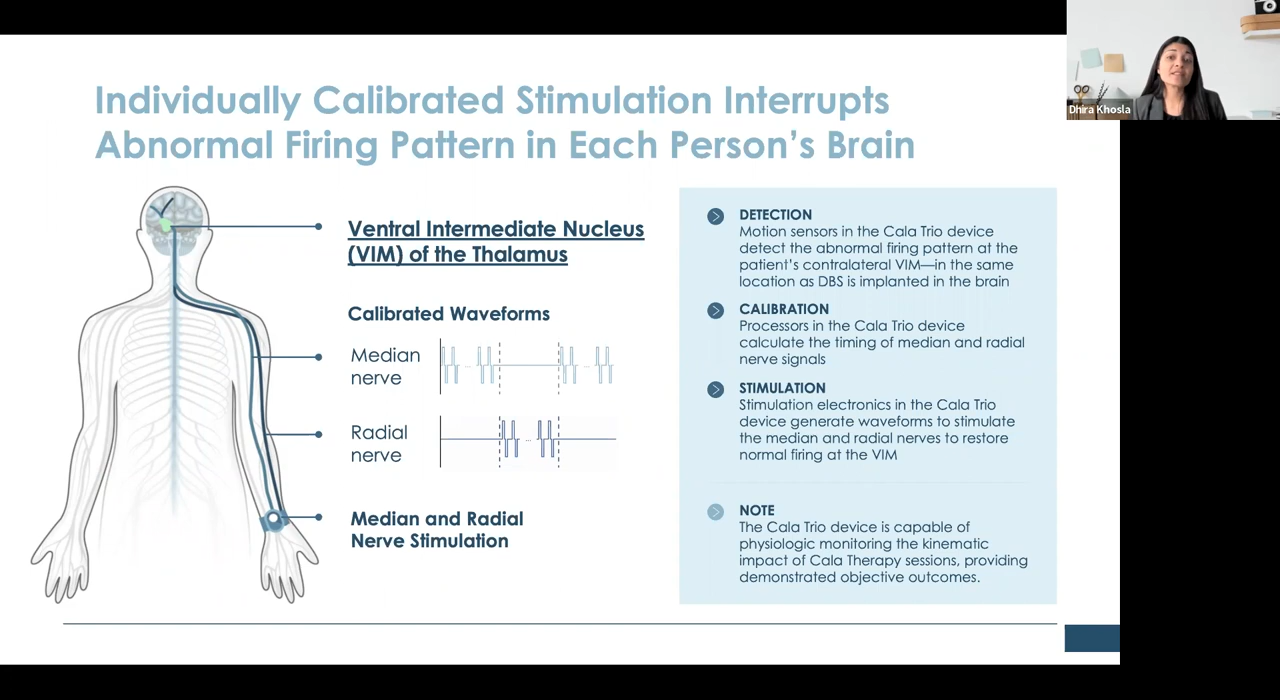 Individually Calibrated Stimulation Interrupts
Abnormal Firing Pattern in Each Person's Brain
Dhira Khosla
Ventral Intermediate Nucleus
(VIM) of the Thalamus
Calibrated Waveforms
Median
nerve
Radial
nerve
Median and Radial
Nerve Stimulation
DETECTION
Motion sensors in the Cala Trio device
detect the abnormal firing pattern at the
patient's contralateral VIM—in the same
location as DBS is implanted in the brain
CALIBRATION
Processors in the Cala Trio device
calculate the timing of median and radial
nerve signals
STIMULATION
Stimulation electronics in the Cala Trio
device generate waveforms to stimulate
the median and radial nerves to restore
normal firing at the VIM
NOTE
The Cala Trio device is capable of
physiologic monitoring the kinematic
impact of Cala Therapy sessions, providing
demonstrated objective outcomes.